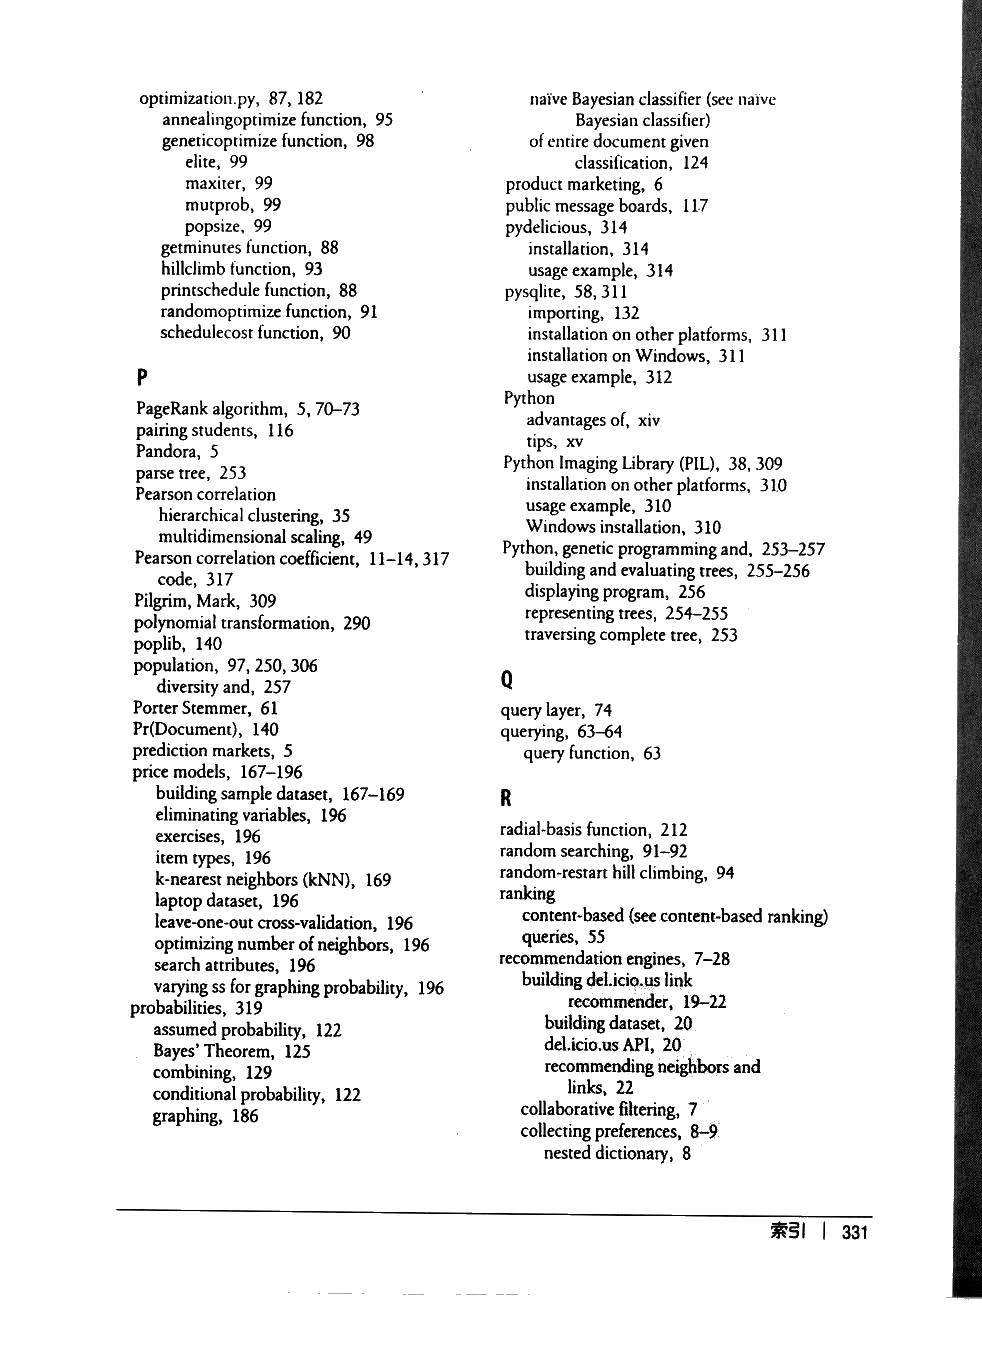 optimization.py, 87, 182
annealingoptimize function, 95
geneticoptimize function, 98
elite, 99
maxiter, 99
mutprob, 99
popsize, 99
getminutes function, 88
hillclimb function, 93
printschedule function, 88
randomoptimize function, 91
schedulecost function, 90
P
PageRank algorithm, 5, 70–73
pairing students, 116
Pandora, 5
parse tree, 253
Pearson correlation
hierarchical clustering, 35
multidimensional scaling, 49
Pearson correlation coefficient, 11–14, 317
code, 317
Pilgrim, Mark, 309
polynomial transformation, 290
poplib, 140
population, 97, 250, 306
diversity and, 257
Porter Stemmer, 61
Pr(Document), 140
prediction markets, 5
price models, 167–196
building sample dataset, 167–169
eliminating variables, 196
exercises, 196
item types, 196
k-nearest neighbors (kNN), 169
laptop dataset, 196
leave-one-out cross-validation, 196
optimizing number of neighbors, 196
search attributes, 196
varying ss for graphing probability, 196
probabilities, 319
assumed probability, 122
Bayes' Theorem, 125
combining, 129
conditional probability, 122
graphing, 186
naïve Bayesian classifier (see naïve
Bayesian classifier)
of entire document given
classification, 124
product marketing, 6
public message boards, 117
pydelicious, 314
installation, 314
usage example, 314
pysqlite, 58, 311
importing, 132
installation on other platforms, 311
installation on Windows, 311
usage example, 312
Python
advantages of, xiv
tips, xv
Python Imaging Library (PIL), 38, 309
installation on other platforms, 310
usage example, 310
Windows installation, 310
Python, genetic programming and, 253–257
building and evaluating trees, 255–256
displaying program, 256
representing trees, 254–255
traversing complete tree, 253
Q
query layer, 74
querying, 63–64
query function, 63
R
radial-basis function, 212
random searching, 91–92
random-restart hill climbing, 94
ranking
content-based (see content-based ranking)
queries, 55
recommendation engines, 7–28
building del.icio.us link
recommender, 19–22
building dataset, 20
del.icio.us API, 20
recommending neighbors and
links, 22
collaborative filtering, 7
collecting preferences, 8–9
nested dictionary, 8
索引 | 331